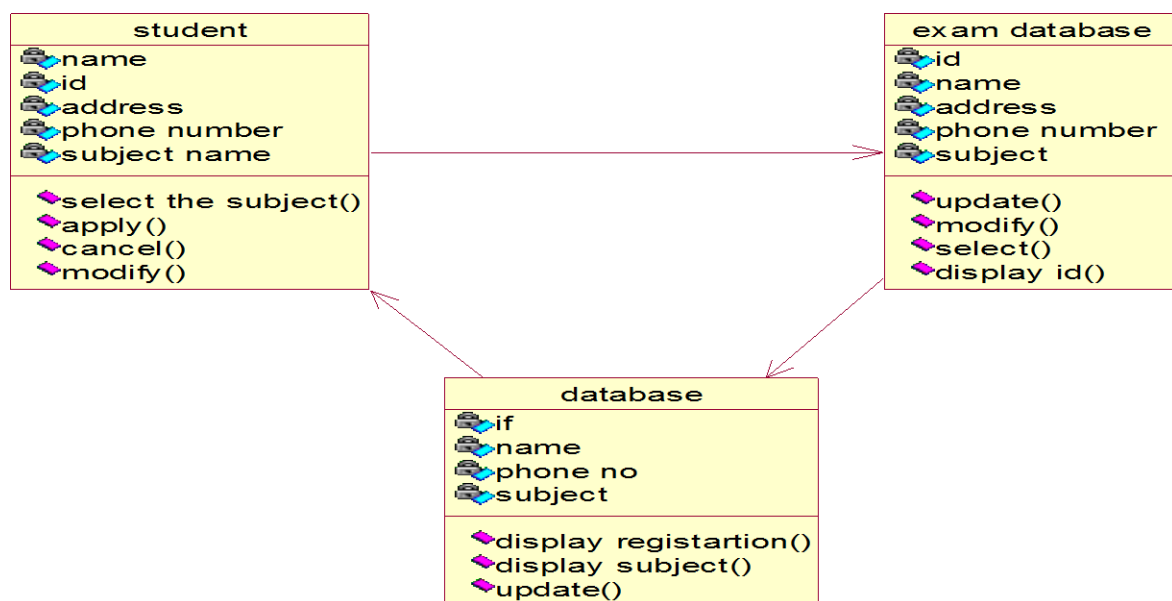 student
name
id
address
phone number
subject name
select the subject()
apply()
cancel()
modify()
exam database
id
name
address
phone number
subject
update()
modify()
select()
display id()
database
if
name
phone no
subject
display registartion()
display subject()
update()